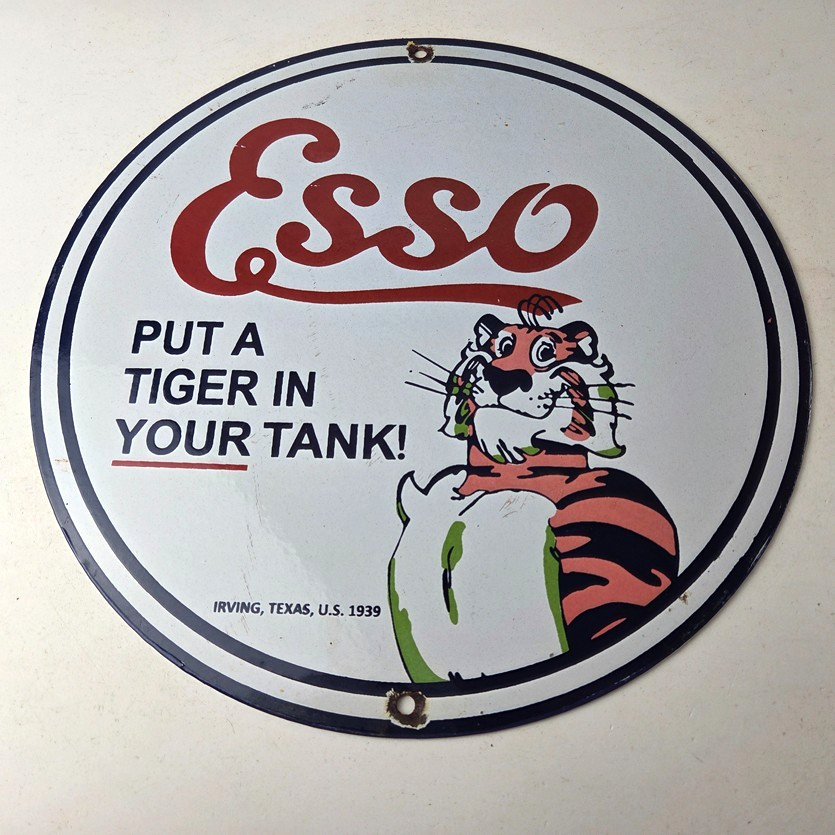 Esso
PUT A
TIGER IN
YOUR TANK!
IRVING, TEXAS, U.S. 1939